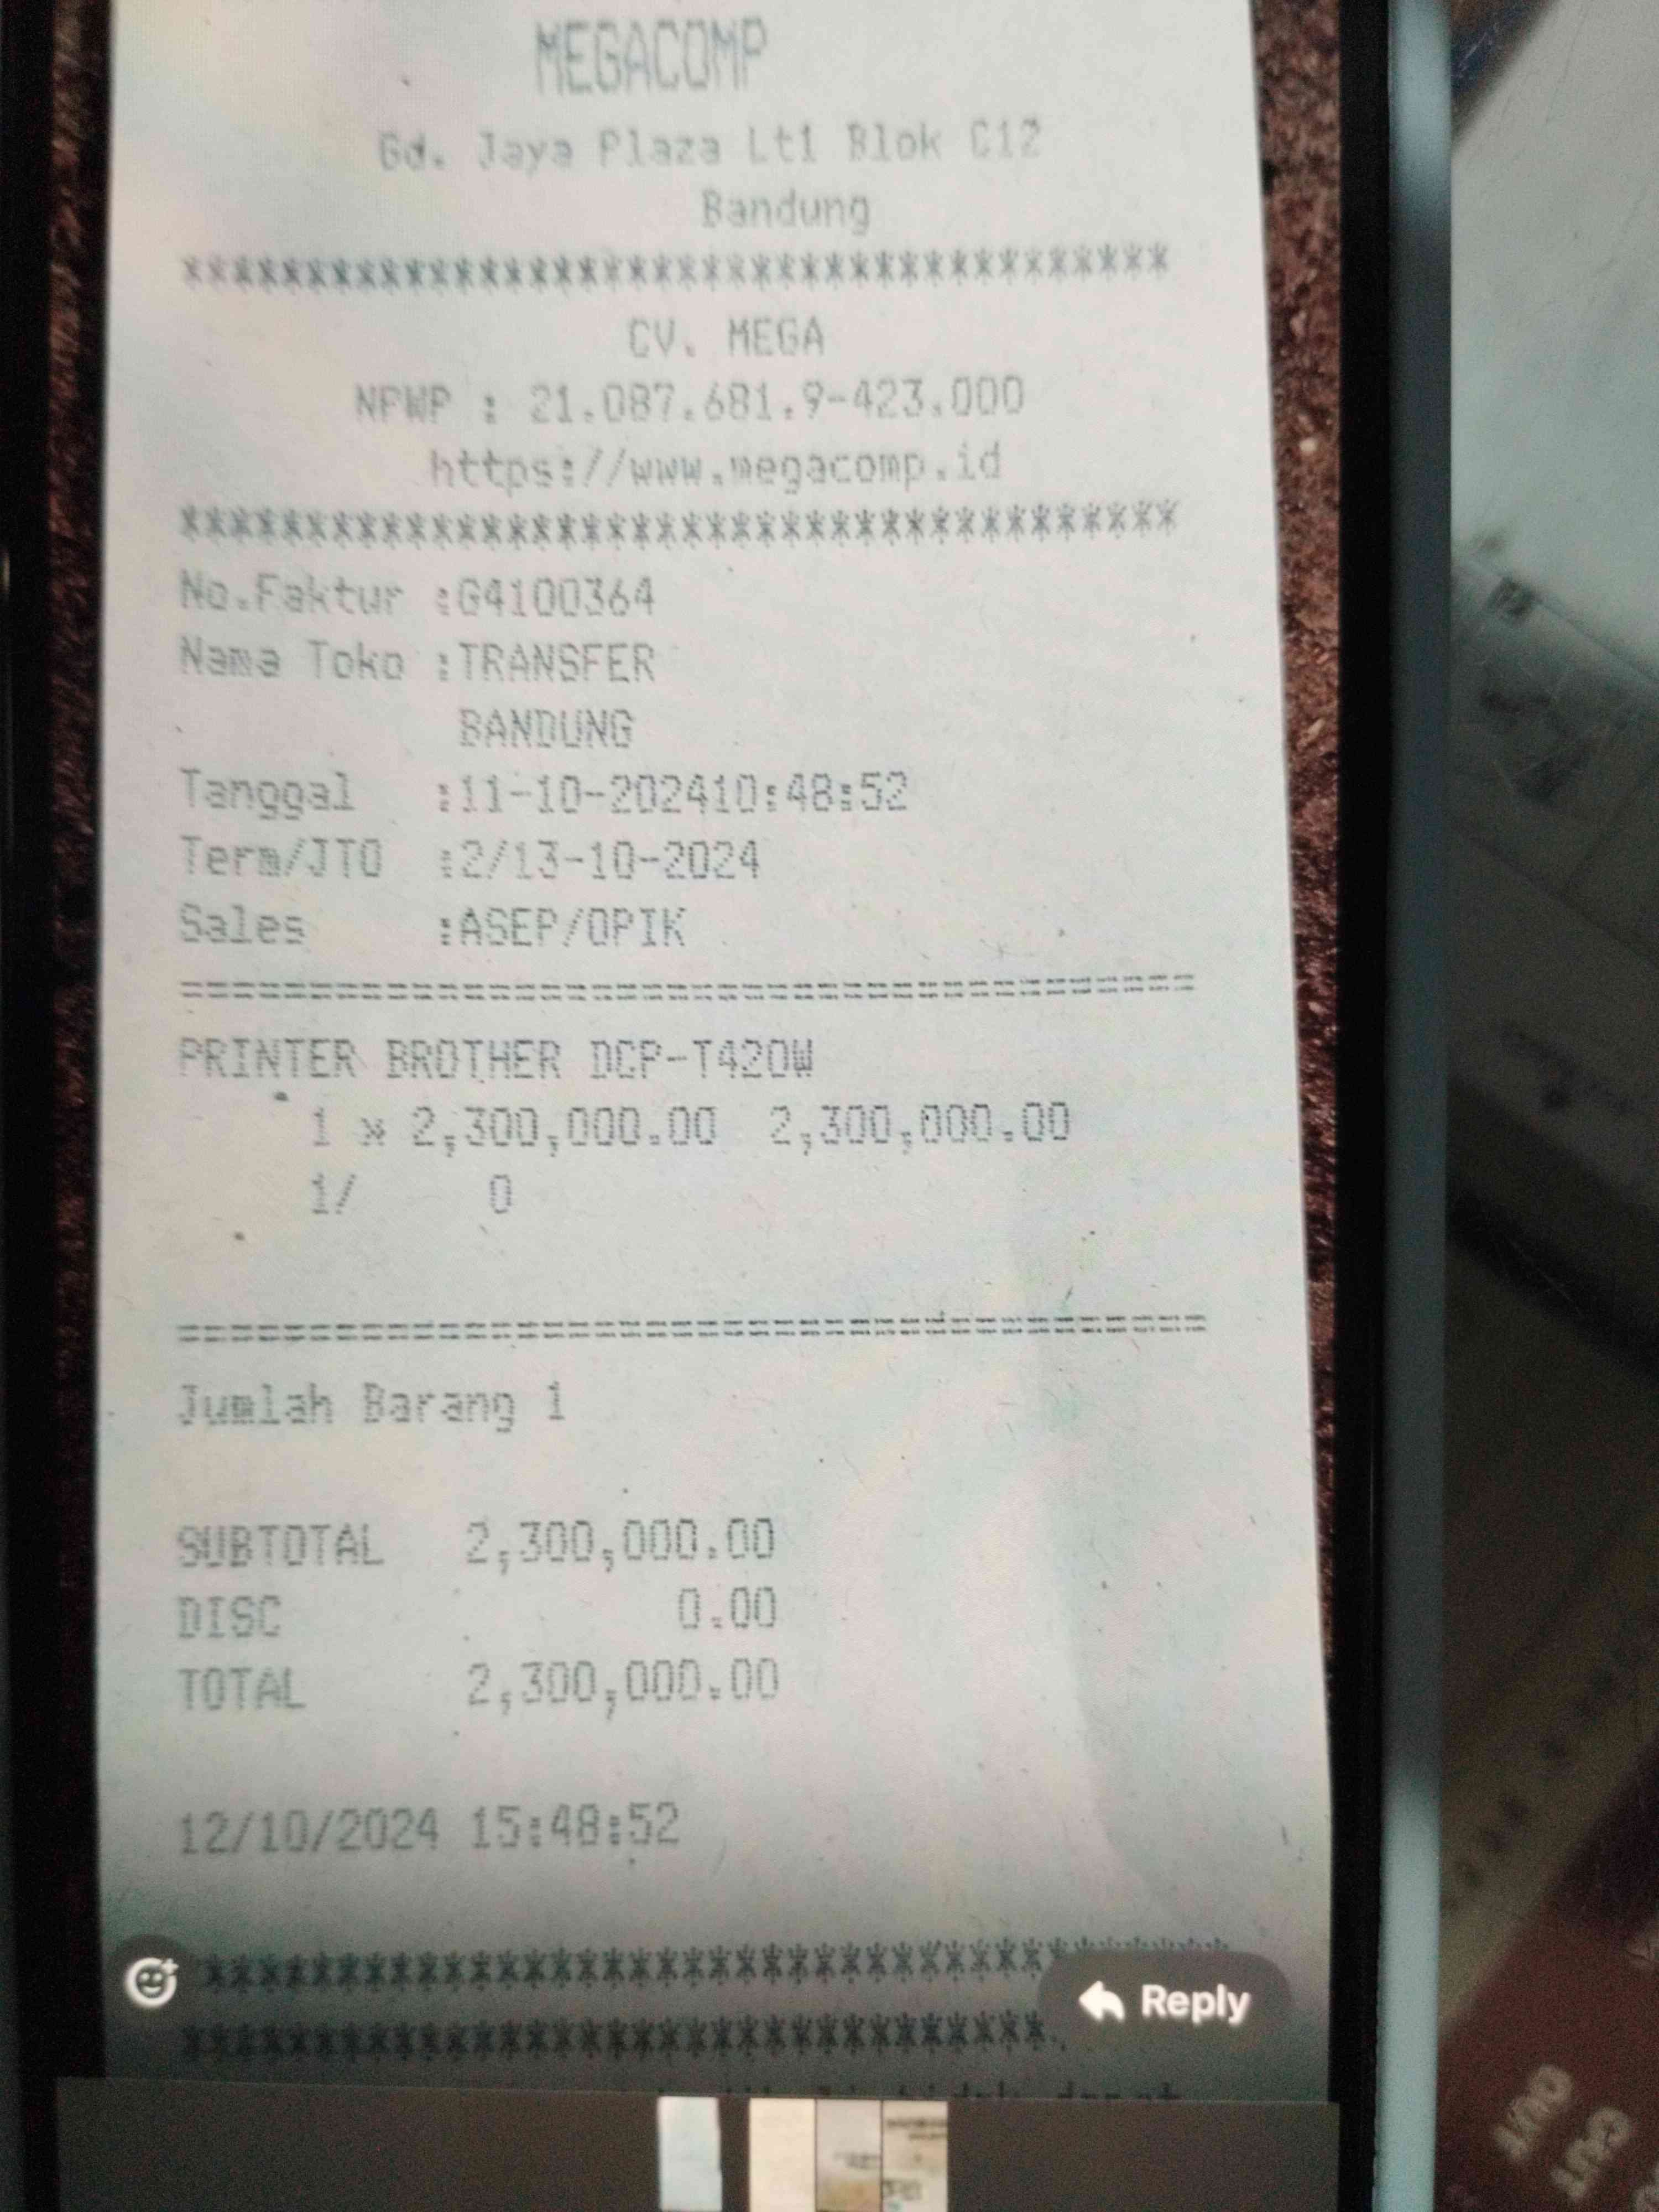 MEGACOMP
Gd. Jaya Plaza Lt1 Blok C12
Bandung
****************************************
CV. MEGA
NPWP : 21.087.681.9-423.000
https://www.megacomp.id
****************************************
No.Faktur :G4100364
Nama Toko :TRANSFER
BANDUNG
Tanggal :11-10-202410:48:52
Term/JTO :2/13-10-2024
Sales :ASEP/OPIK
========================================
PRINTER BROTHER DCP-T420W
1 x 2,300,000.00 2,300,000.00
1/ 0
========================================
Jumlah Barang 1
SUBTOTAL 2,300,000.00
DISC 0.00
TOTAL 2,300,000.00
12/10/2024 15:48:52
****************************************
Reply
***********************************
OUT
OUT